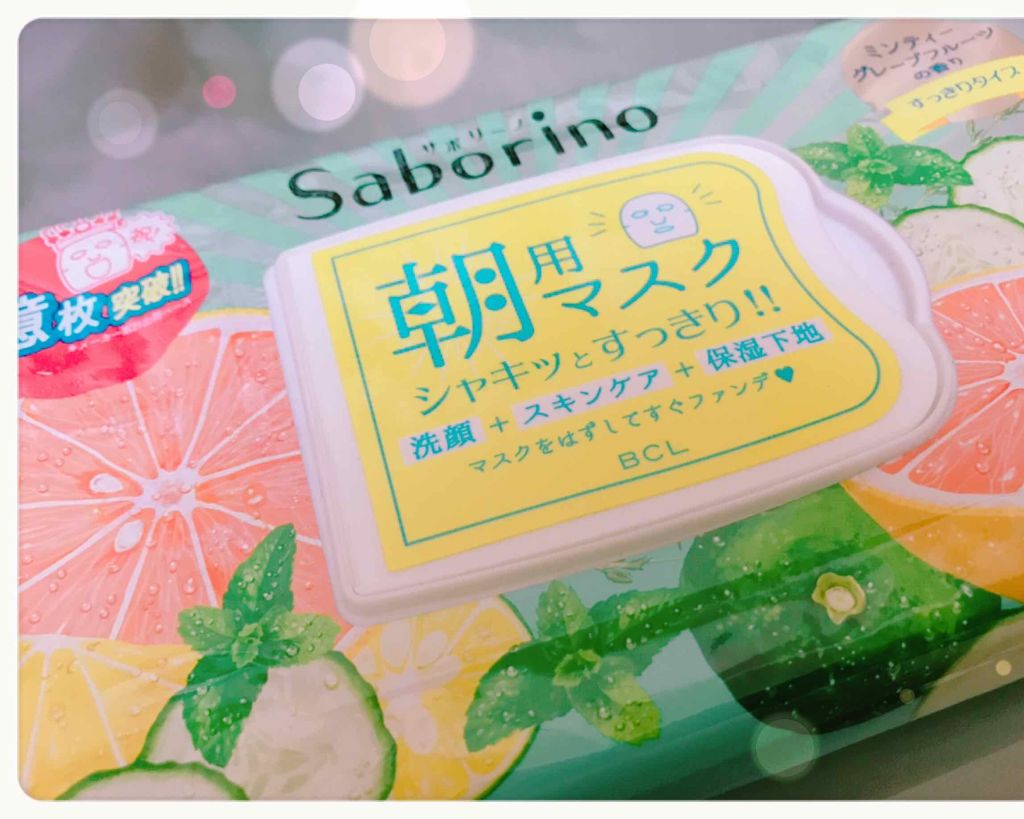 ミンティー
グレープフルーツ
の香り
すっきりタイプ
サボリーノ
Saborino
億枚突破!!
朝用
マスク
シャキッとすっきり!!
洗顔+スキンケア+保湿下地
マスクをはずしてすぐファンデ♥
BCL